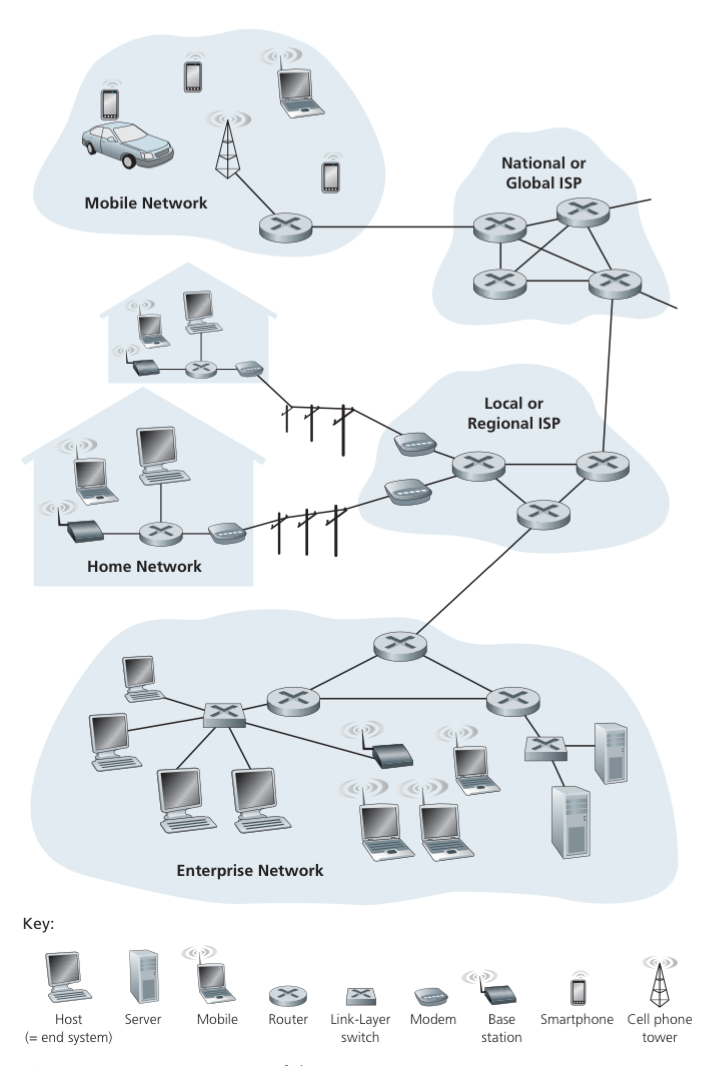 Mobile Network
National or
Global ISP
Local or
Regional ISP
Home Network
Enterprise Network
Key:
Host
(= end system)
Server
Mobile
Router
Link-Layer
switch
Modem
Base
station
Smartphone
Cell phone
tower